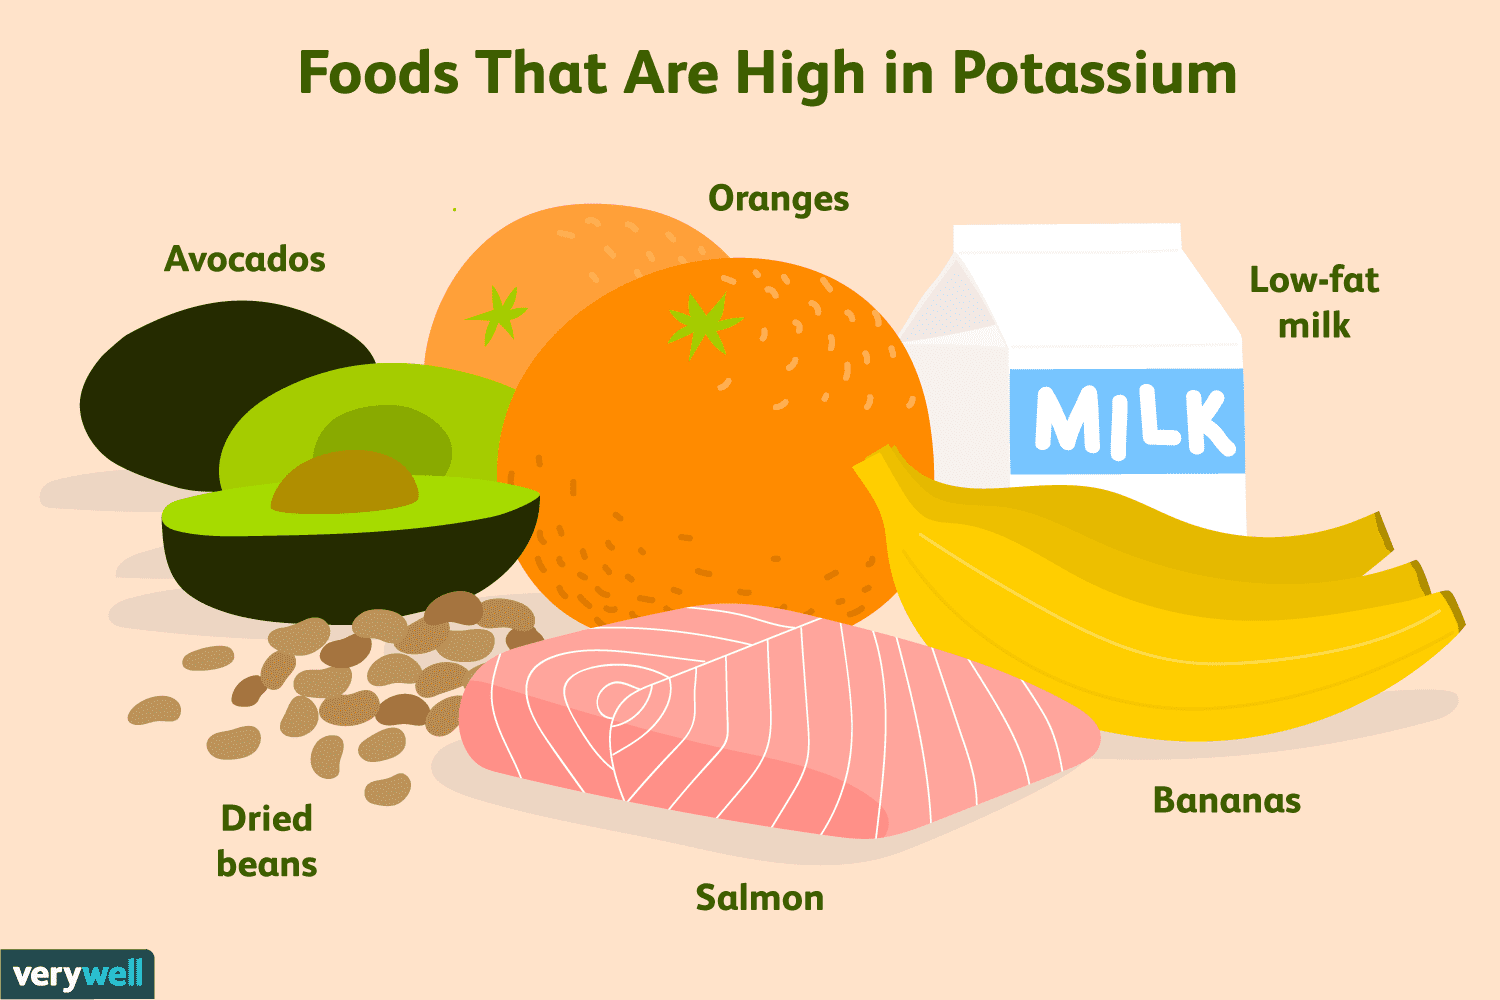 Foods That Are High in Potassium
Oranges
Avocados
Low-fat
milk
MILK
Bananas
Dried
beans
Salmon
verywell